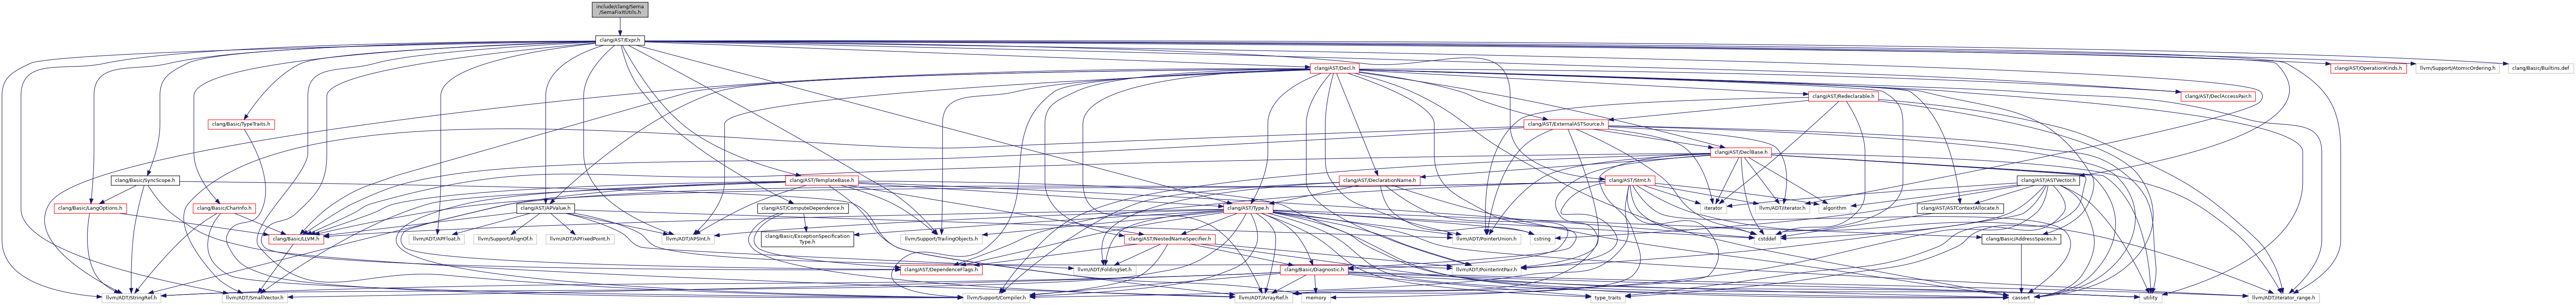 include/clang/Sema
/SemaFixItUtils.h
clang/AST/Expr.h
clang/AST/Decl.h
clang/AST/OperationKinds.h
llvm/Support/AtomicOrdering.h
clang/Basic/Builtins.def
clang/AST/Redeclarable.h
clang/AST/DeclAccessPair.h
clang/Basic/TypeTraits.h
clang/AST/ExternalASTSource.h
clang/AST/DeclBase.h
clang/Basic/SyncScope.h
clang/AST/TemplateBase.h
clang/AST/DeclarationName.h
clang/AST/Stmt.h
clang/AST/ASTVector.h
clang/Basic/LangOptions.h
clang/Basic/CharInfo.h
clang/AST/APValue.h
clang/AST/ComputeDependence.h
clang/AST/Type.h
iterator
llvm/ADT/iterator.h
algorithm
clang/AST/ASTContextAllocate.h
clang/Basic/LLVM.h
llvm/ADT/APFloat.h
llvm/Support/AlignOf.h
llvm/ADT/APFixedPoint.h
llvm/ADT/APSInt.h
clang/Basic/ExceptionSpecification
Type.h
llvm/Support/TrailingObjects.h
clang/AST/NestedNameSpecifier.h
llvm/ADT/PointerUnion.h
cstring
cstddef
clang/Basic/AddressSpaces.h
clang/AST/DependenceFlags.h
llvm/ADT/FoldingSet.h
clang/Basic/Diagnostic.h
llvm/ADT/PointerIntPair.h
llvm/ADT/StringRef.h
llvm/ADT/SmallVector.h
llvm/Support/Compiler.h
llvm/ADT/ArrayRef.h
memory
type_traits
cassert
utility
llvm/ADT/iterator_range.h